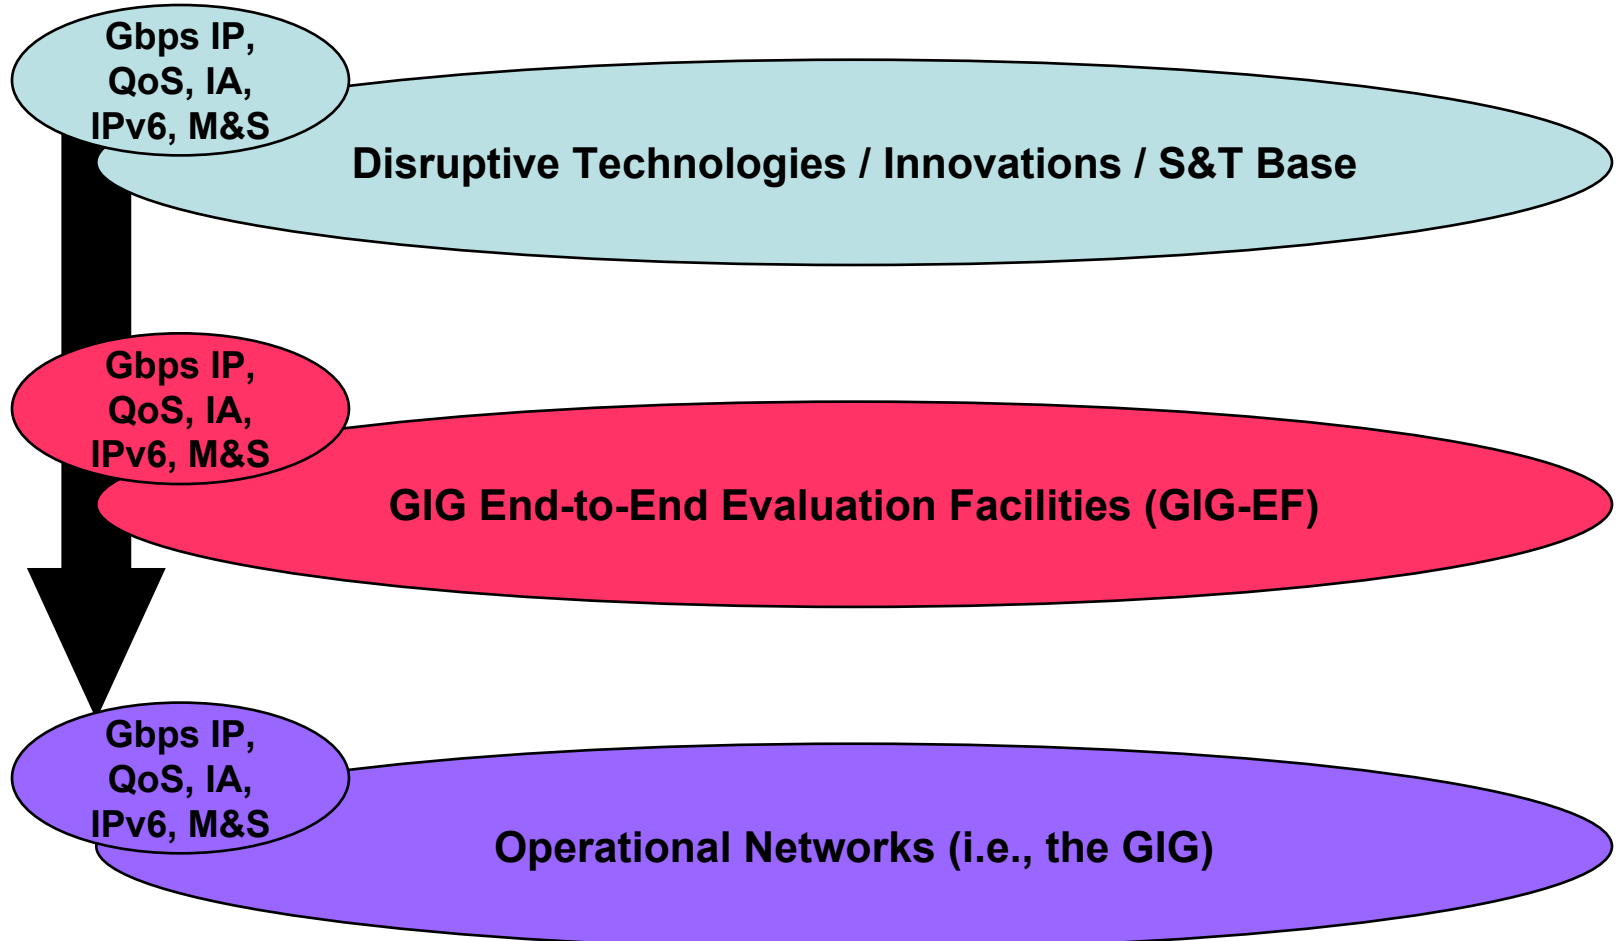 Gbps IP,
QoS, IA,
IPv6, M&S
Disruptive Technologies / Innovations / S&T Base
Gbps IP,
QoS, IA,
IPv6, M&S
GIG End-to-End Evaluation Facilities (GIG-EF)
Gbps IP,
QoS, IA,
IPv6, M&S
Operational Networks (i.e., the GIG)